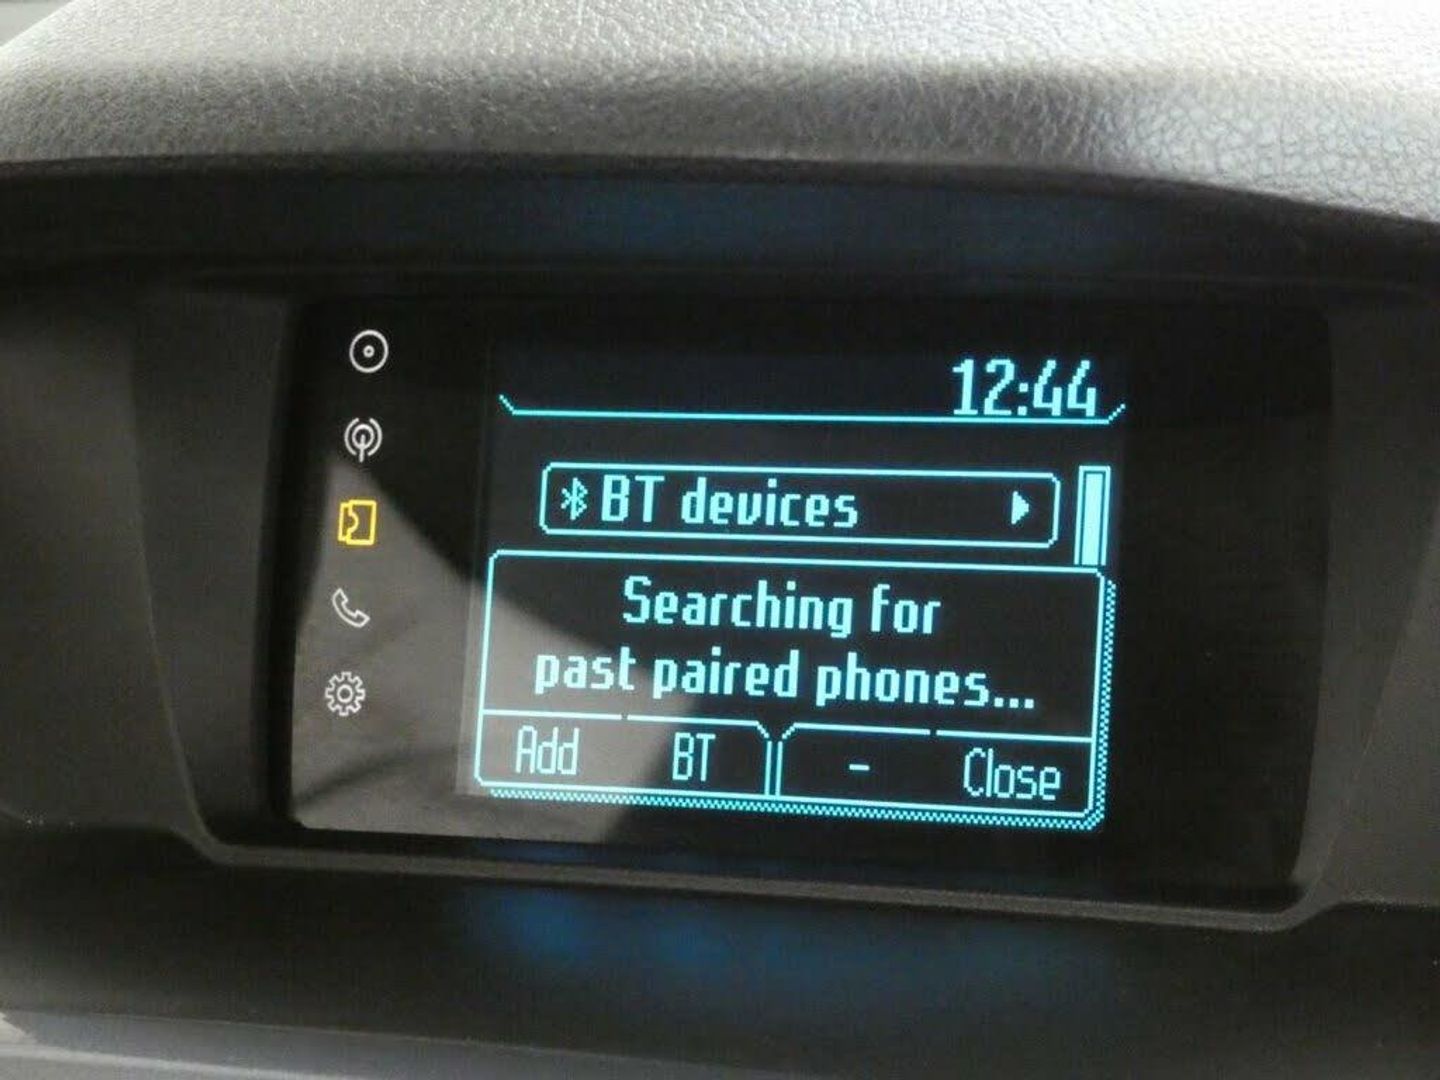 12:44
BT devices
Searching for
past paired phones...
Add BT - Close